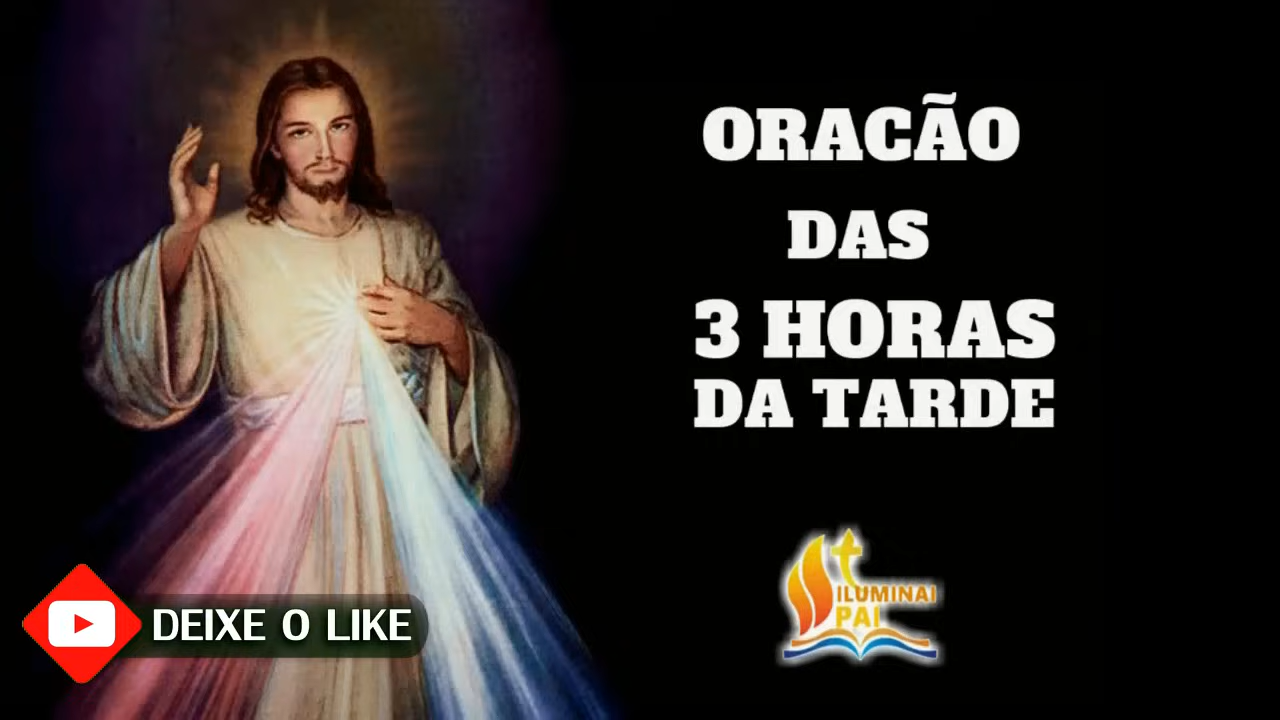 ORACÃO
DAS
3 HORAS
DA TARDE
ILUMINAI
PAI
DEIXE O LIKE